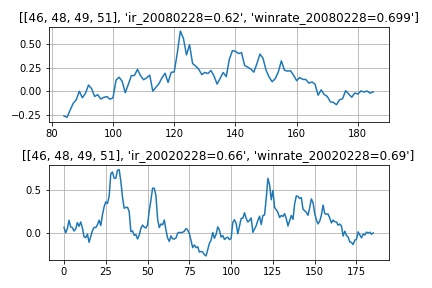 [[46, 48, 49, 51], 'ir_20080228=0.62', 'winrate_20080228=0.699']
0.50
0.25
0.00
−0.25
80 100 120 140 160 180
[[46, 48, 49, 51], 'ir_20020228=0.66', 'winrate_20020228=0.69']
0.5
0.0
0 25 50 75 100 125 150 175